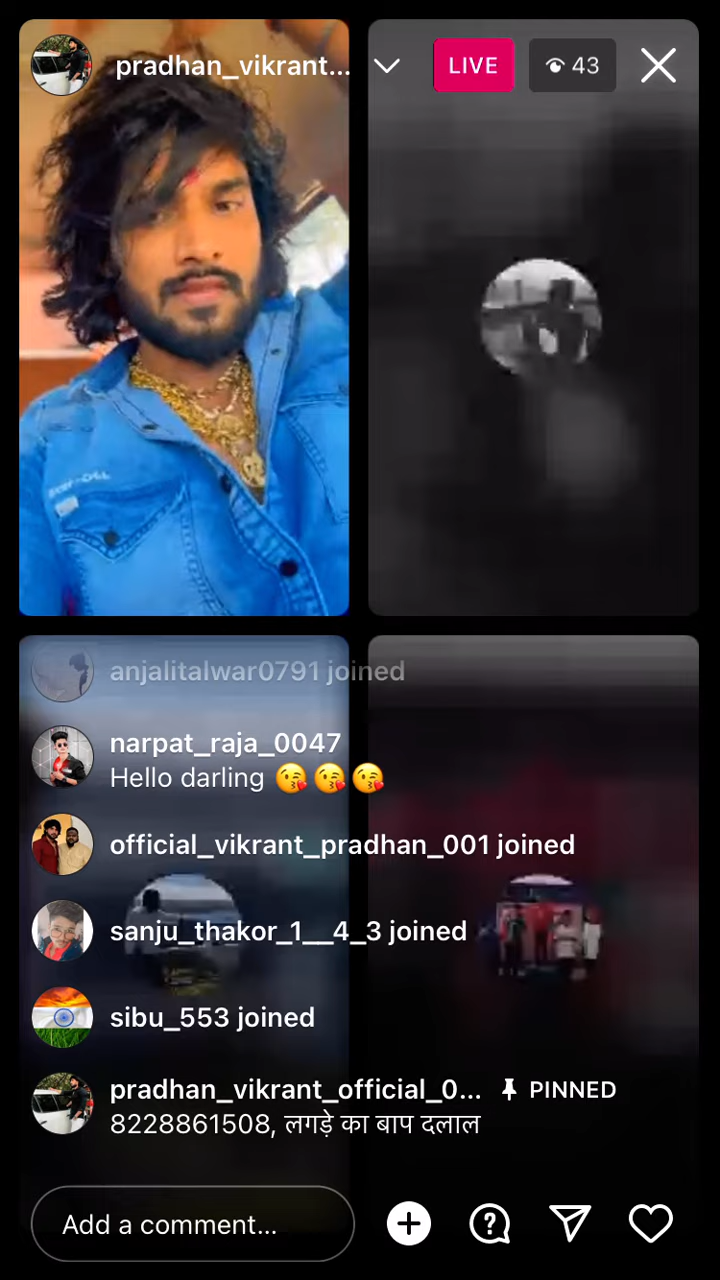 pradhan_vikrant...
LIVE
43
anjalitalwar0791 joined
narpat_raja_0047
Hello darling 😘😘😘
official_vikrant_pradhan_001 joined
sanju_thakor_1__4_3 joined
sibu_553 joined
pradhan_vikrant_official_0... PINNED
8228861508, लगड़े का बाप दलाल
Add a comment...